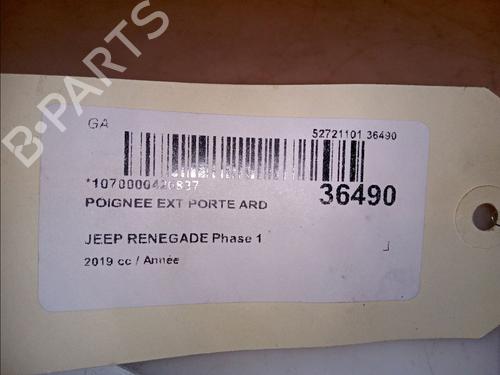 GA
52721101 36490
*1070000426837
36490
POIGNEE EXT PORTE ARD
JEEP RENEGADE Phase 1
J
2019 cc / Année
B-PARTS